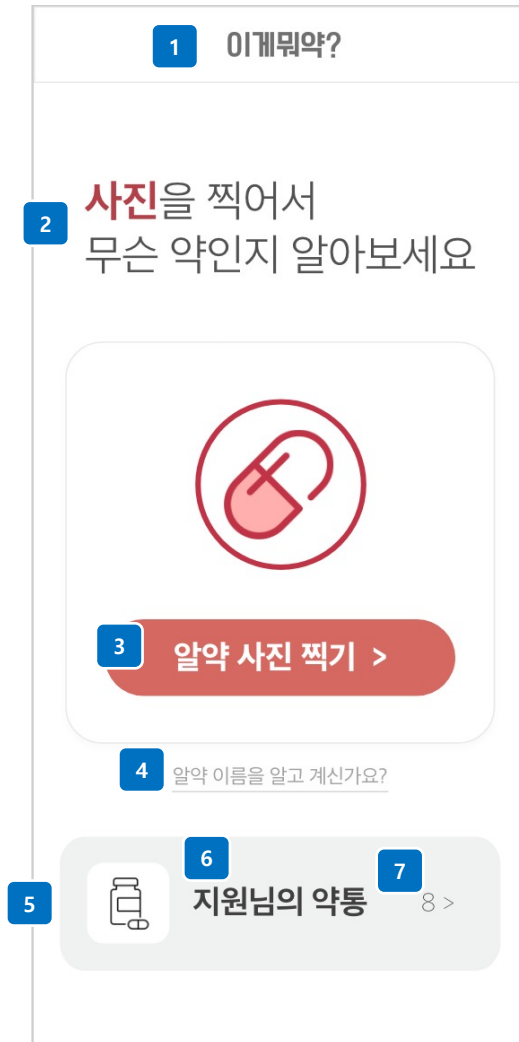 1 이게뭐약?
2 사진을 찍어서
무슨 약인지 알아보세요
3 알약 사진 찍기 >
4 알약 이름을 알고 계신가요?
6 7
5 지원님의 약통 8 >